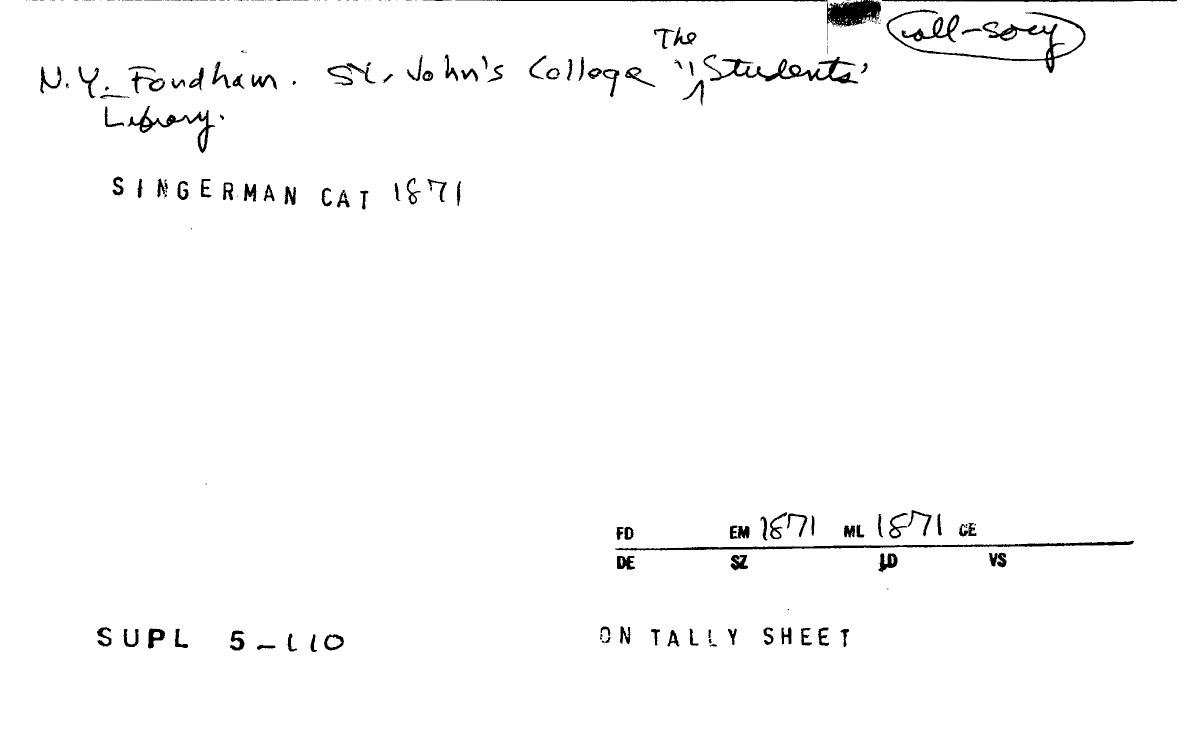 coll-socy
N.Y. Fordham. St. John's College "The Students'
Library.
SINGERMAN CAT 1871
FD EM 1871 ML 1871 CE
DE SZ LD VS
SUPL 5-110
ON TALLY SHEET